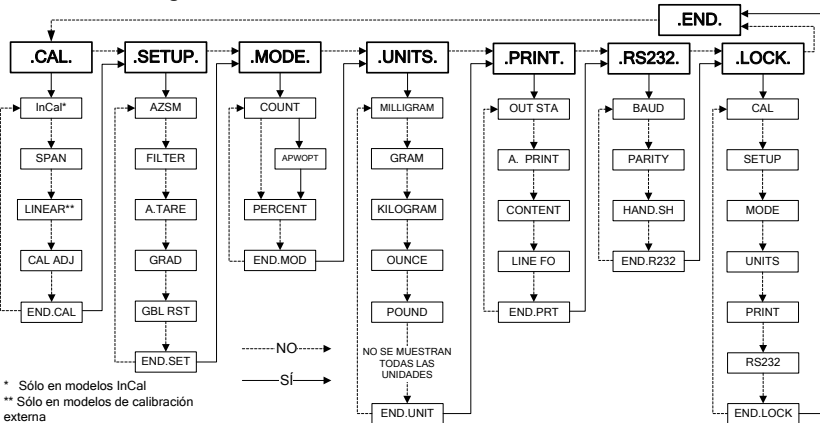 .END.
.CAL.
InCal*
SPAN
LINEAR**
CAL ADJ
END.CAL
.SETUP.
AZSM
FILTER
A.TARE
GRAD
GBL RST
END.SET
.MODE.
COUNT
APWOPT
PERCENT
END.MOD
.UNITS.
MILLIGRAM
GRAM
KILOGRAM
OUNCE
POUND
NO SE MUESTRAN
TODAS LAS
UNIDADES
END.UNIT
.PRINT.
OUT STA
A. PRINT
CONTENT
LINE FO
END.PRT
.RS232.
BAUD
PARITY
HAND.SH
END.R232
.LOCK.
CAL
SETUP
MODE
UNITS
PRINT
RS232
END.LOCK
NO
SÍ
* Sólo en modelos InCal
** Sólo en modelos de calibración
externa